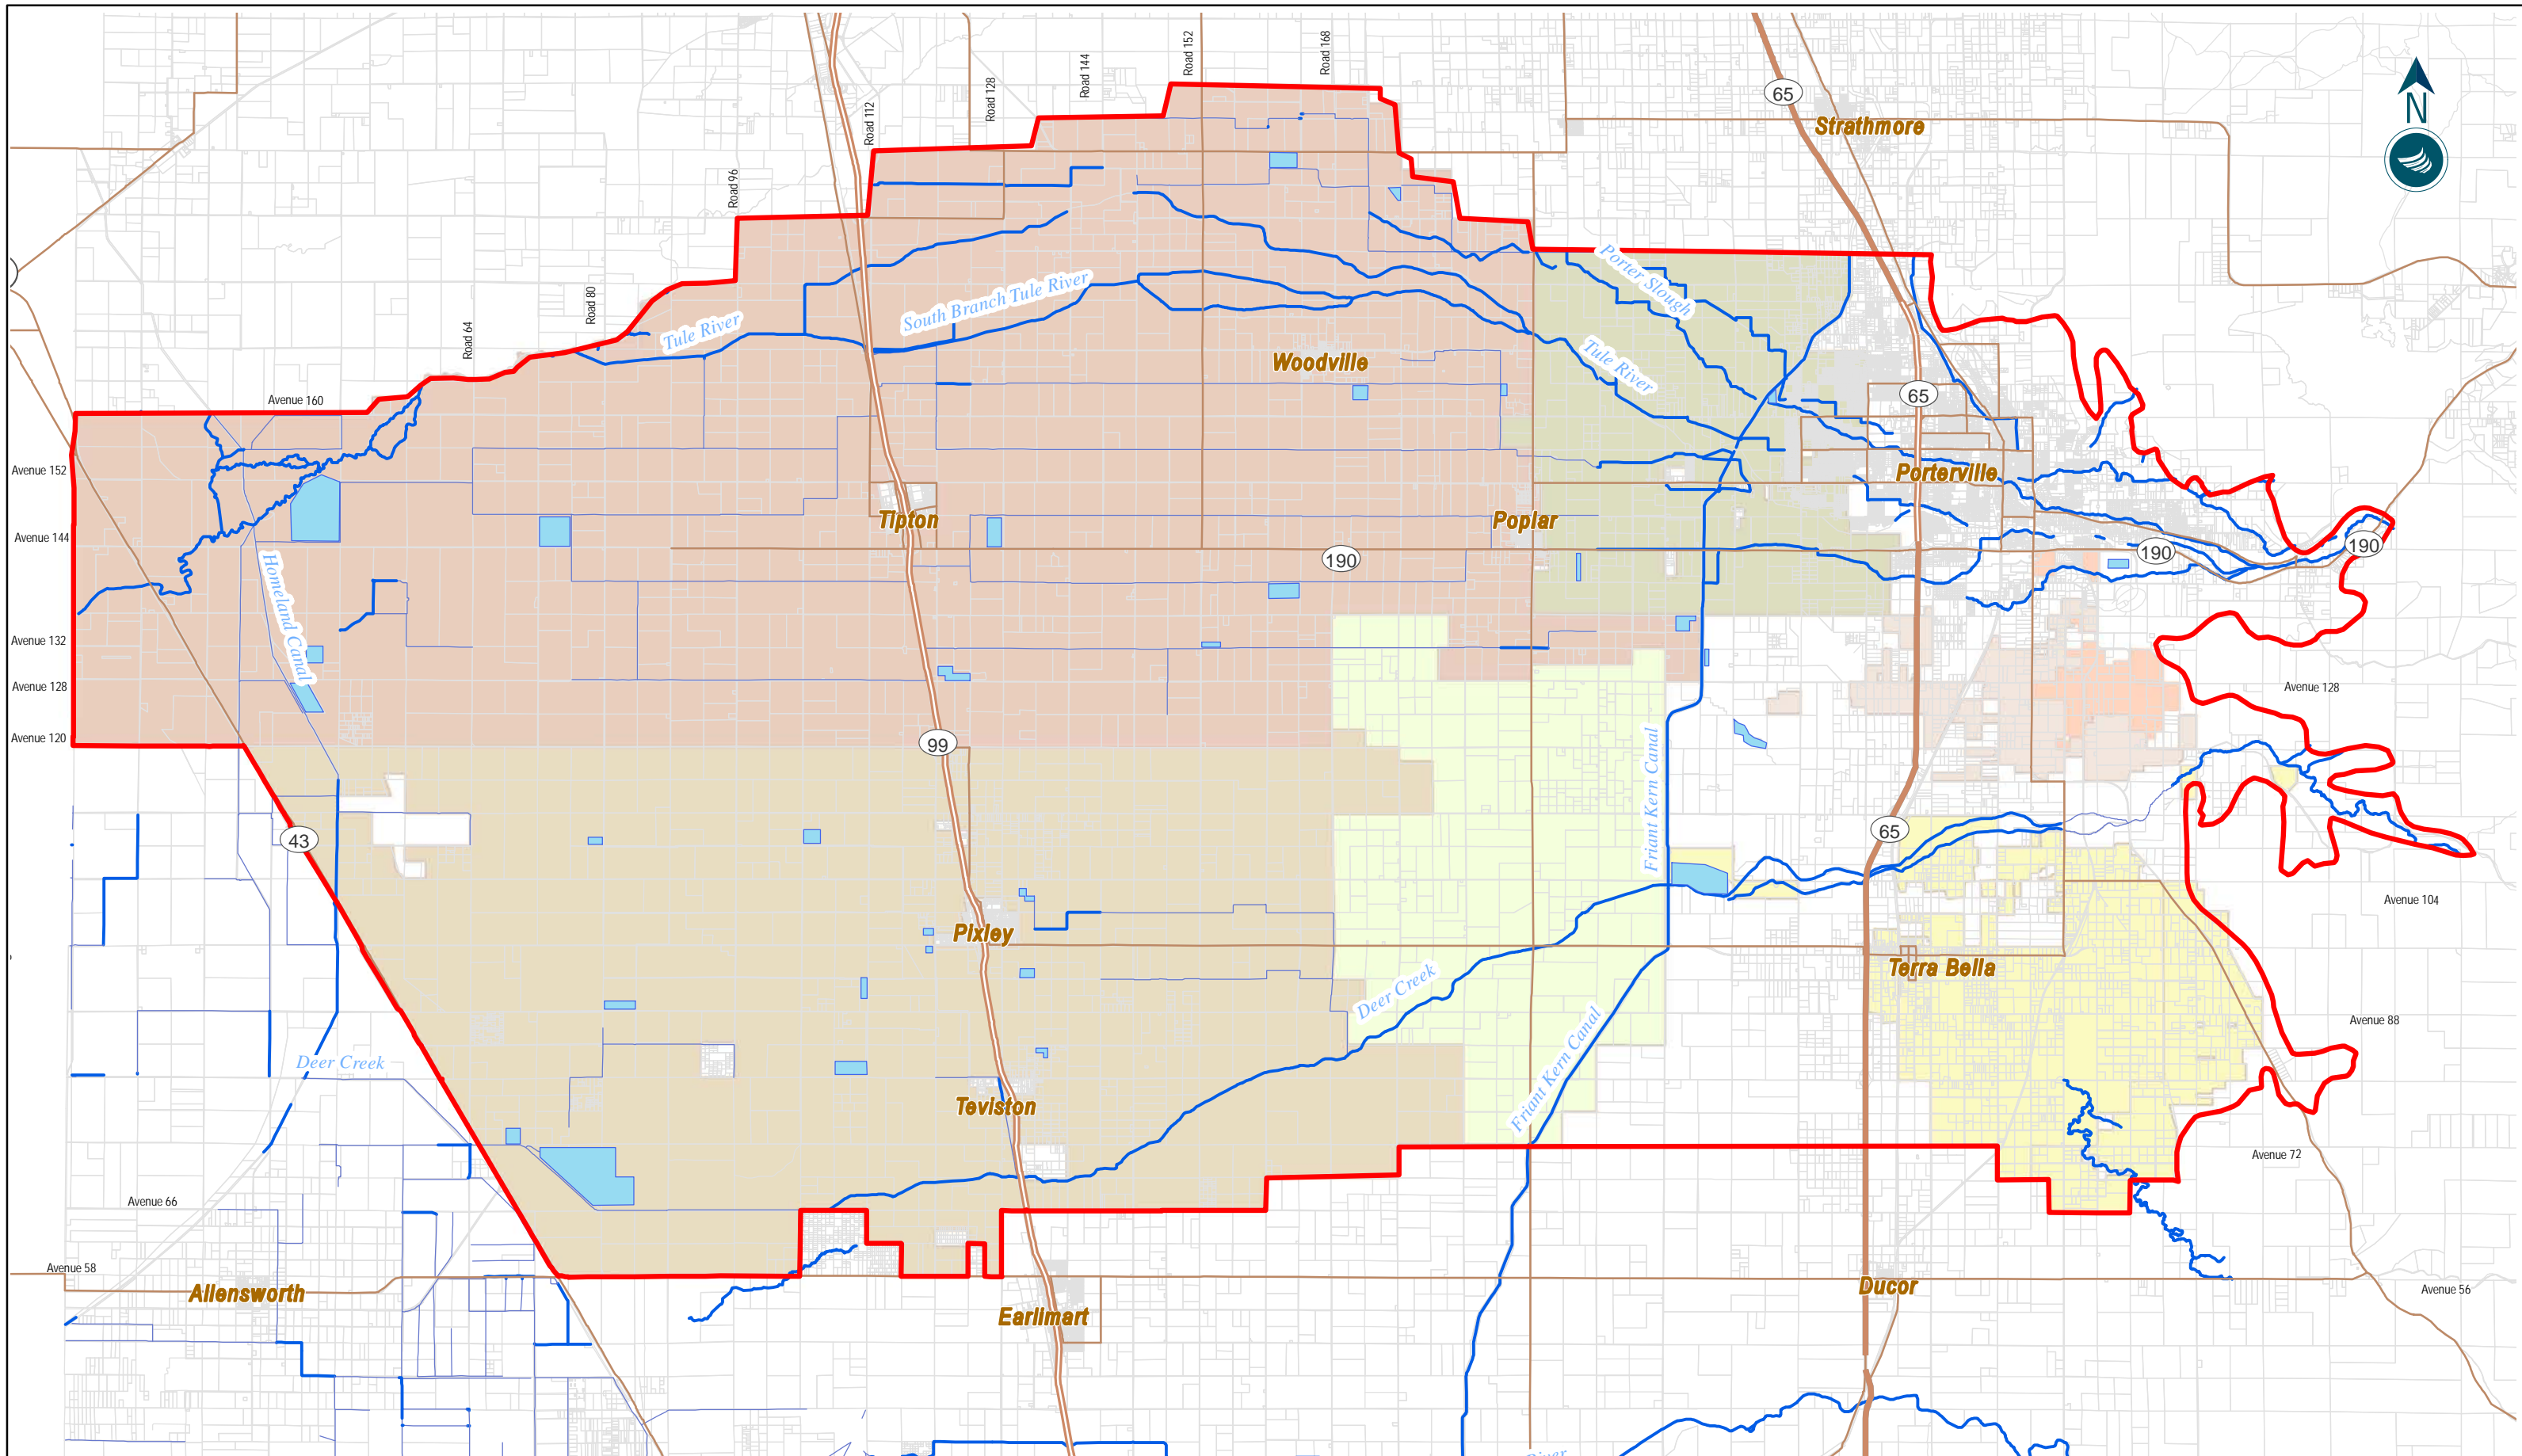 Road 152
Road 168
Road 144
Road 128
Road 112
65
Strathmore
N
Road 96
Porter Slough
Road 80
South Branch Tule River
Tule River
Road 64
Woodville
Tule River
65
Avenue 160
Avenue 152
Porterville
Tipton
Poplar
Avenue 144
190
190
190
Homeland Canal
Avenue 132
Avenue 128
Avenue 128
Avenue 120
99
Friant Kern Canal
43
65
Avenue 104
Pixley
Terra Bella
Deer Creek
Avenue 88
Friant Kern Canal
Deer Creek
Teviston
Avenue 72
Avenue 66
Avenue 58
Allensworth
Ducor
Avenue 56
Earlimart
River